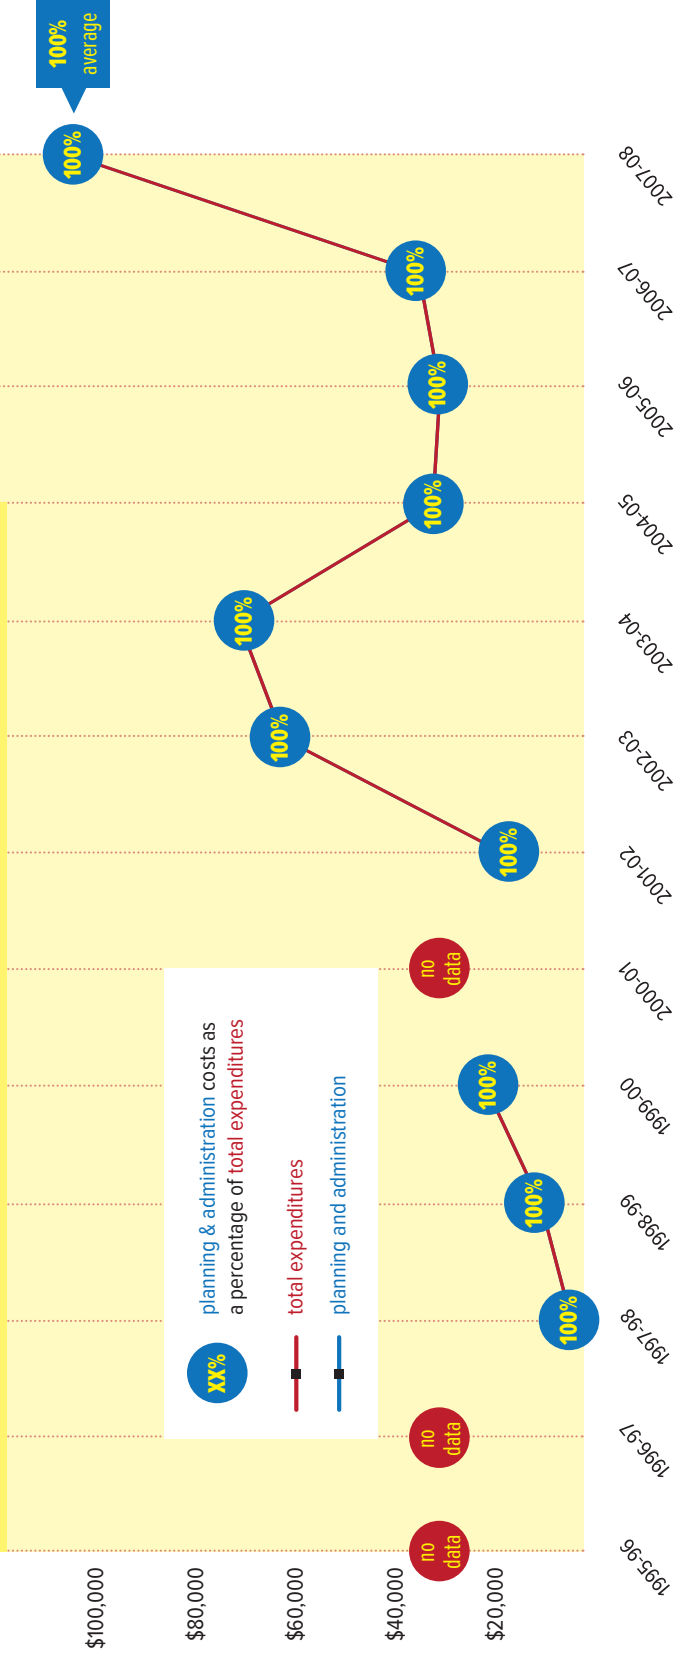 $100,000
$80,000
$60,000
$40,000
$20,000
XX%
planning & administration costs as
a percentage of total expenditures
total expenditures
planning and administration
no
data
no
data
100%
100%
100%
no
data
100%
100%
100%
100%
100%
100%
100%
100%
average
1995-96
1996-97
1997-98
1998-99
1999-00
2000-01
2001-02
2002-03
2003-04
2004-05
2005-06
2006-07
2007-08